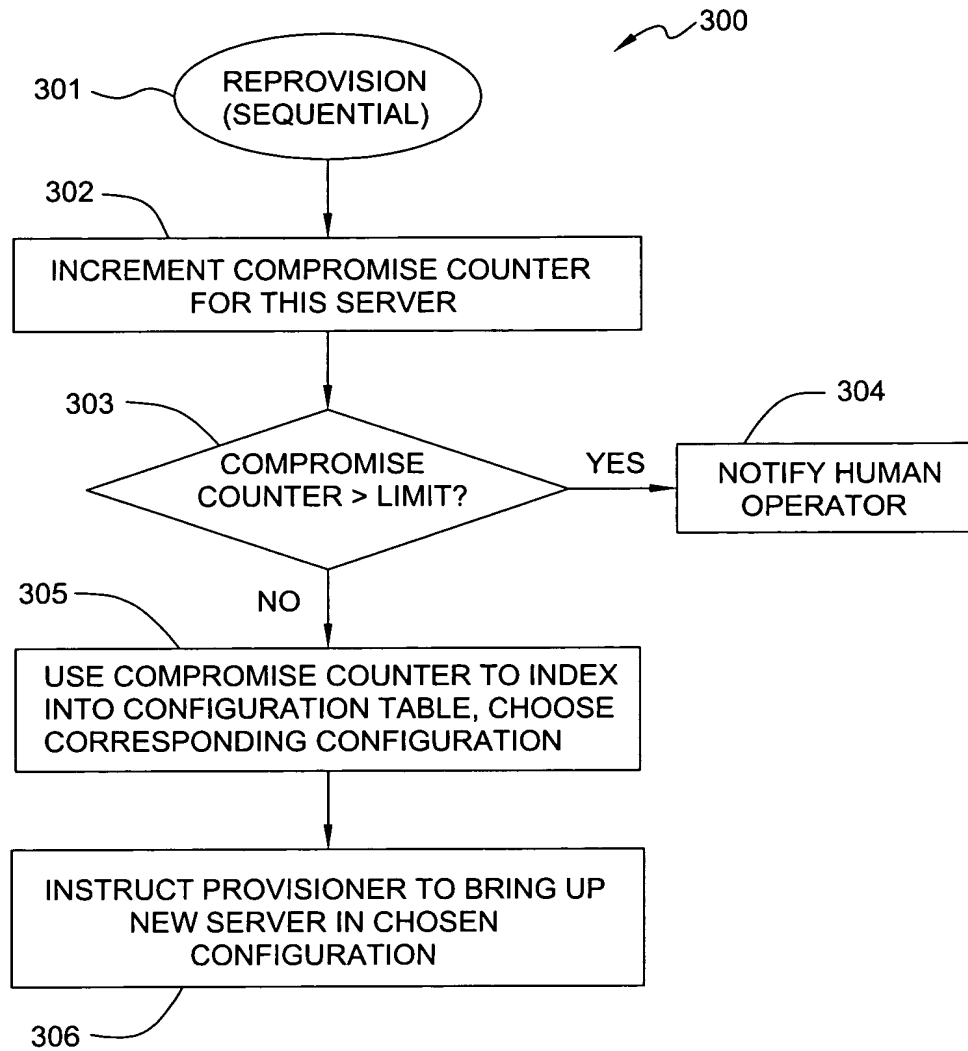 300
301
REPROVISION
(SEQUENTIAL)
302
INCREMENT COMPROMISE COUNTER
FOR THIS SERVER
303
COMPROMISE
COUNTER > LIMIT?
YES
304
NOTIFY HUMAN
OPERATOR
NO
305
USE COMPROMISE COUNTER TO INDEX
INTO CONFIGURATION TABLE, CHOOSE
CORRESPONDING CONFIGURATION
INSTRUCT PROVISIONER TO BRING UP
NEW SERVER IN CHOSEN
CONFIGURATION
306